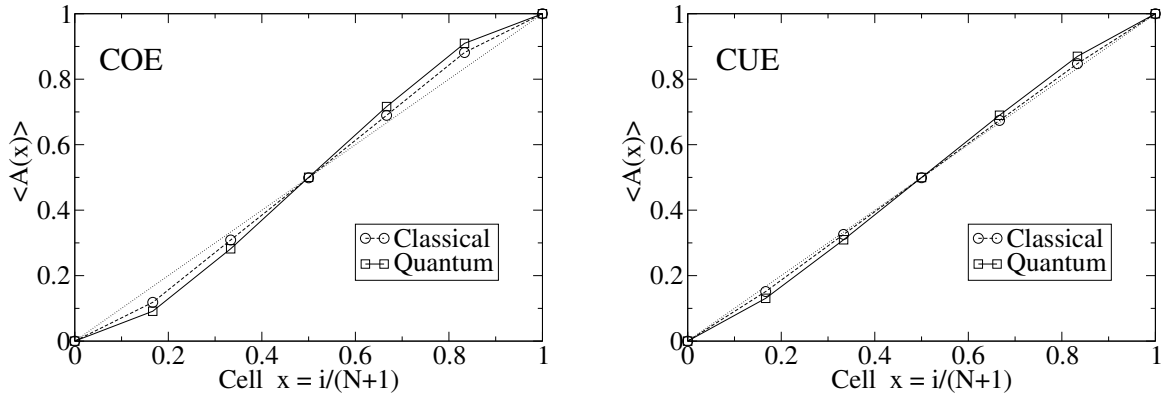 1
0.8
0.6
0.4
0.2
0
<A(x)>
COE
Classical
Quantum
0 0.2 0.4 0.6 0.8 1
Cell x = i/(N+1)
1
0.8
0.6
0.4
0.2
0
<A(x)>
CUE
Classical
Quantum
0 0.2 0.4 0.6 0.8 1
Cell x = i/(N+1)